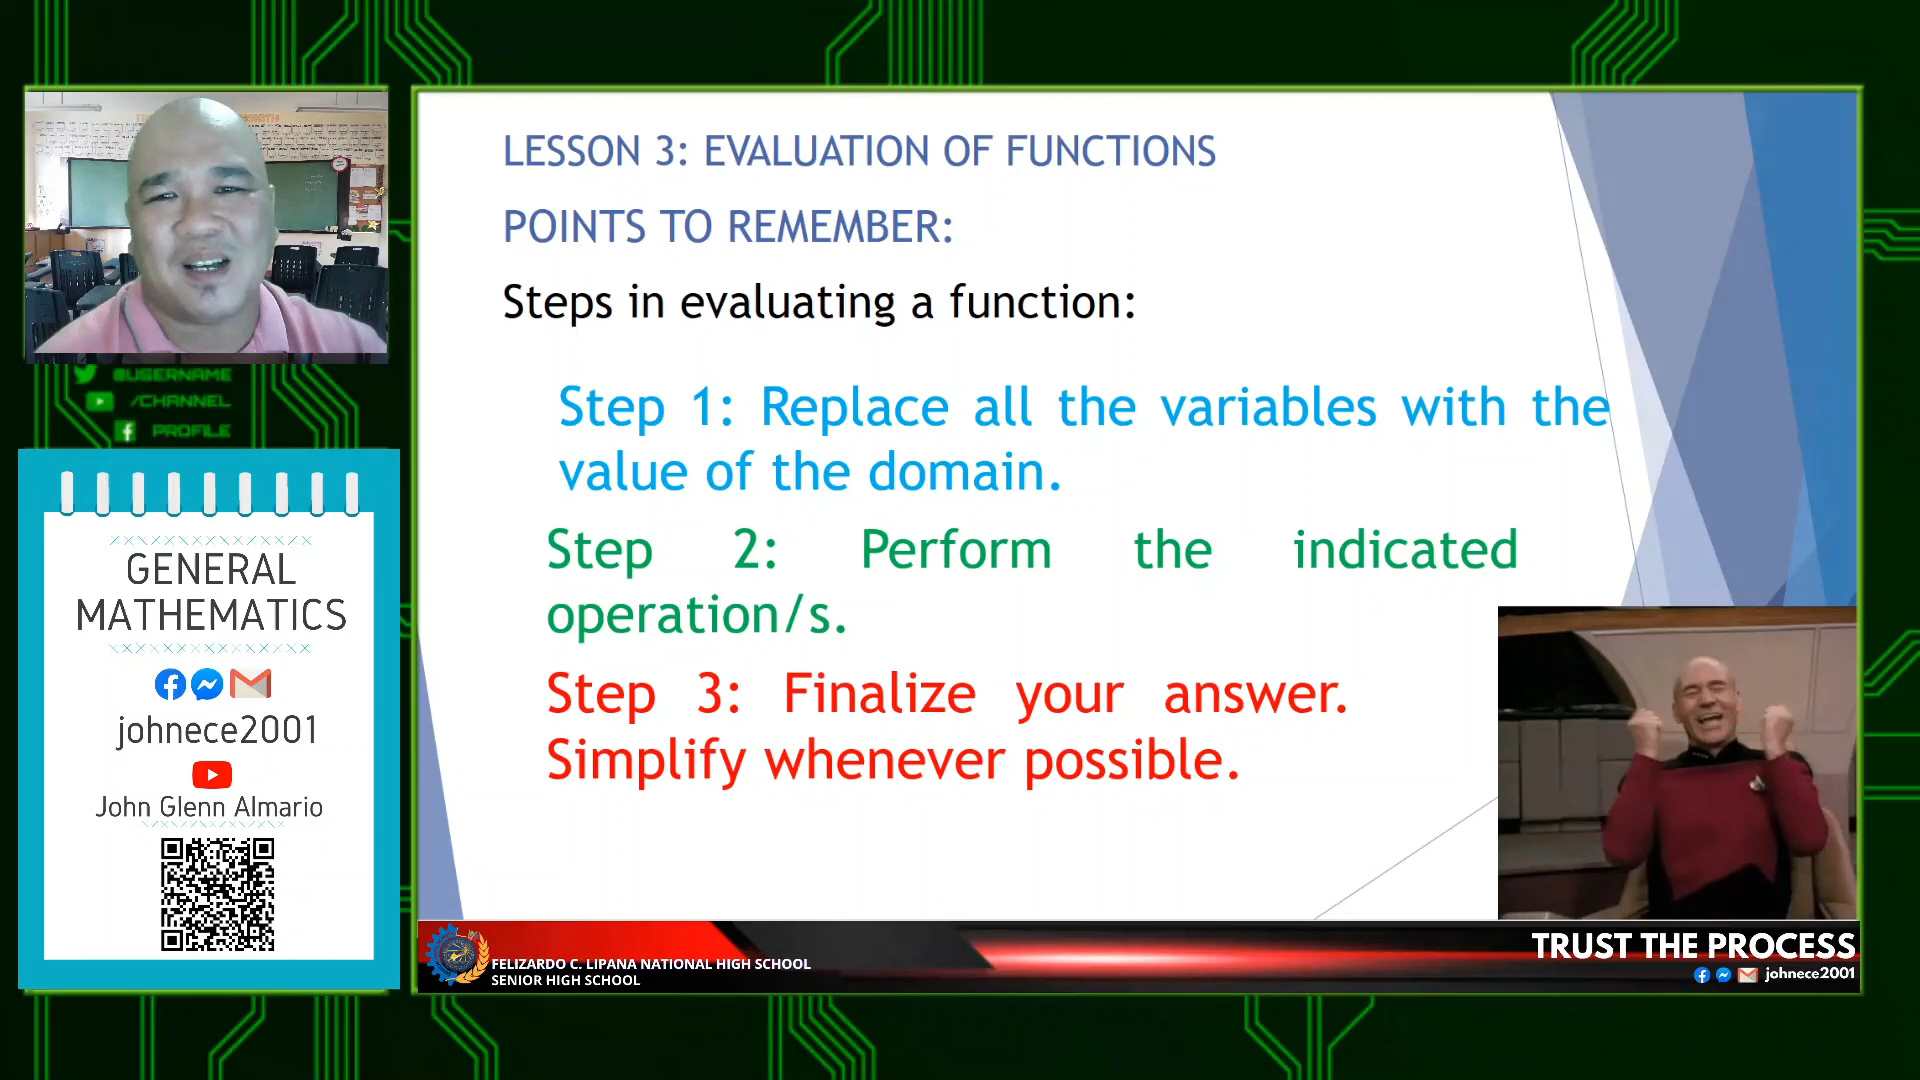 @USERNAME
/CHANNEL
PROFILE
GENERAL
MATHEMATICS
johnece2001
John Glenn Almario
LESSON 3: EVALUATION OF FUNCTIONS
POINTS TO REMEMBER:
Steps in evaluating a function:
Step 1: Replace all the variables with the
value of the domain.
Step 2: Perform the indicated
operation/s.
Step 3: Finalize your answer.
Simplify whenever possible.
FELIZARDO C. LIPANA NATIONAL HIGH SCHOOL
SENIOR HIGH SCHOOL
TRUST THE PROCESS
johnece2001